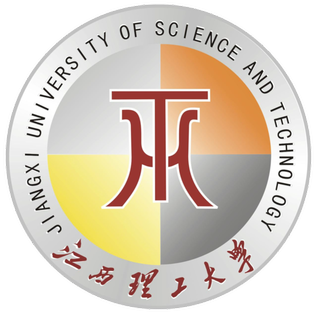 JIANGXI UNIVERSITY OF SCIENCE AND TECHNOLOGY
江西理工大学